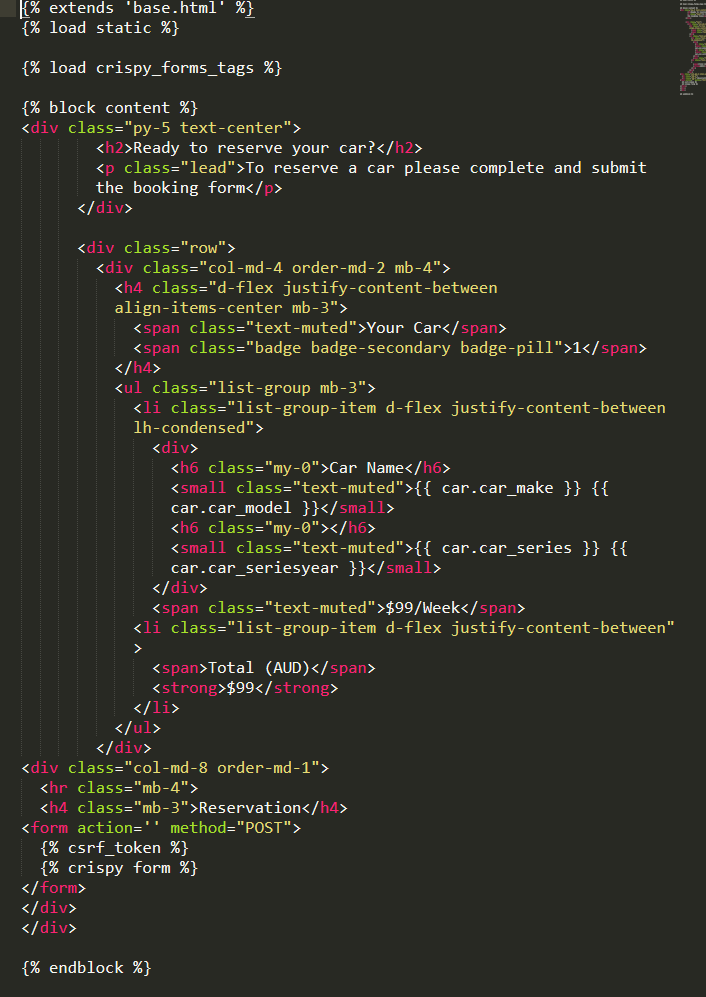 {% extends 'base.html' %}
{% load static %}
{% load crispy_forms_tags %}
{% block content %}
<div class="py-5 text-center">
<h2>Ready to reserve your car?</h2>
<p class="lead">To reserve a car please complete and submit
the booking form</p>
</div>
<div class="row">
<div class="col-md-4 order-md-2 mb-4">
<h4 class="d-flex justify-content-between
align-items-center mb-3">
<span class="text-muted">Your Car</span>
<span class="badge badge-secondary badge-pill">1</span>
</h4>
<ul class="list-group mb-3">
<li class="list-group-item d-flex justify-content-between
lh-condensed">
<div>
<h6 class="my-0">Car Name</h6>
<small class="text-muted">{{ car.car_make }} {{
car.car_model }}</small>
<h6 class="my-0"></h6>
<small class="text-muted">{{ car.car_series }} {{
car.car_seriesyear }}</small>
</div>
<span class="text-muted">$99/Week</span>
<li class="list-group-item d-flex justify-content-between"
>
<span>Total (AUD)</span>
<strong>$99</strong>
</li>
</ul>
</div>
<div class="col-md-8 order-md-1">
<hr class="mb-4">
<h4 class="mb-3">Reservation</h4>
<form action='' method="POST">
{% csrf_token %}
{% crispy form %}
</form>
</div>
</div>
{% endblock %}